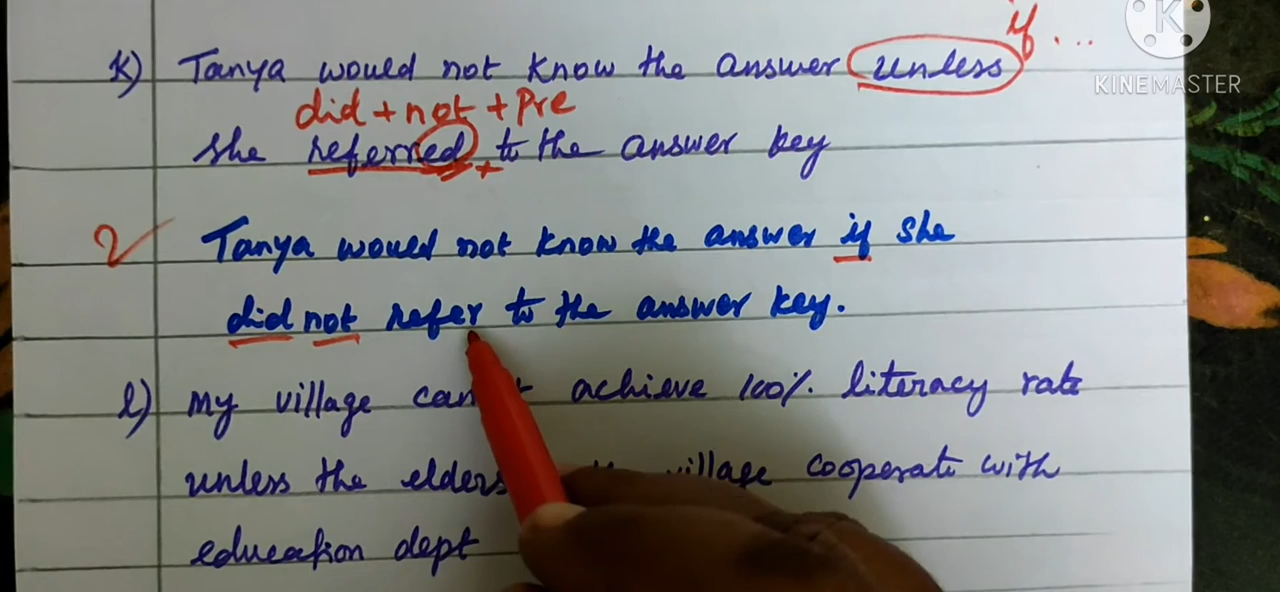 if...
k) Tanya would not know the answer unless
did + not + Pre
she referred + to the answer key
Tanya would not know the answer if she
did not refer to the answer key.
l) My village achieve 100% literacy rate
unless the elders village cooperate with
education dept
K
KINEMASTER